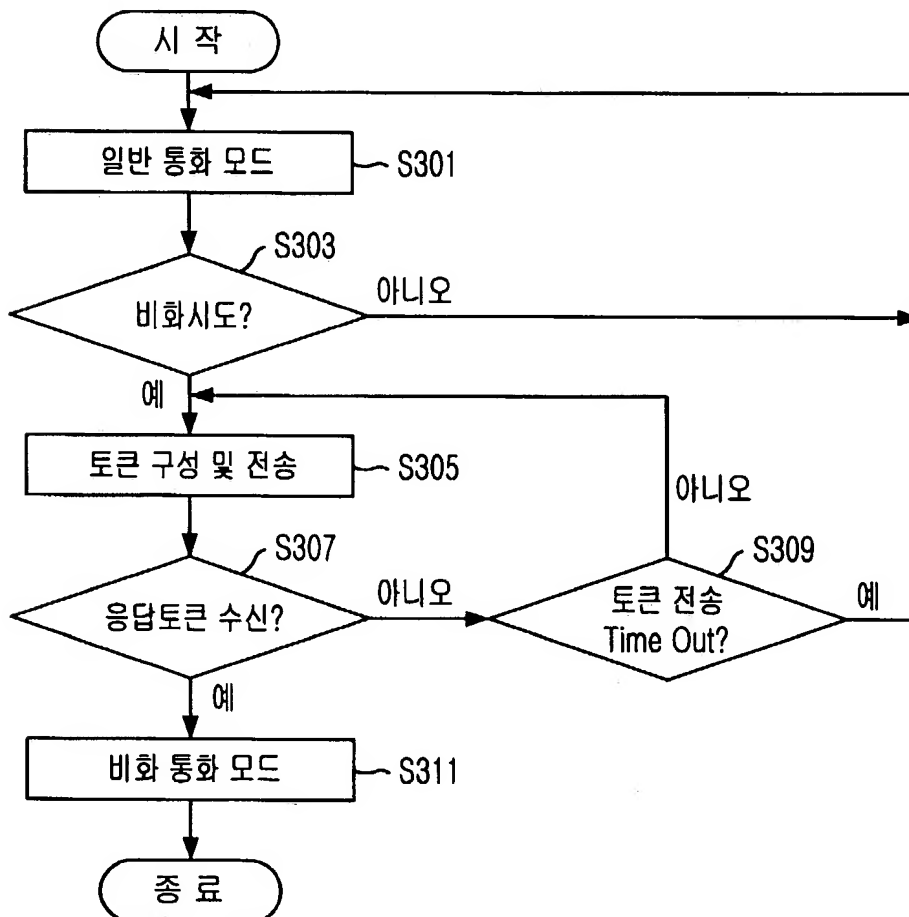 시 작
일반 통화 모드
S301
S303
비화시도?
아니오
예
토큰 구성 및 전송
S305
아니오
S307
응답토큰 수신?
아니오
S309
토큰 전송
Time Out?
예
예
비화 통화 모드
S311
종 료